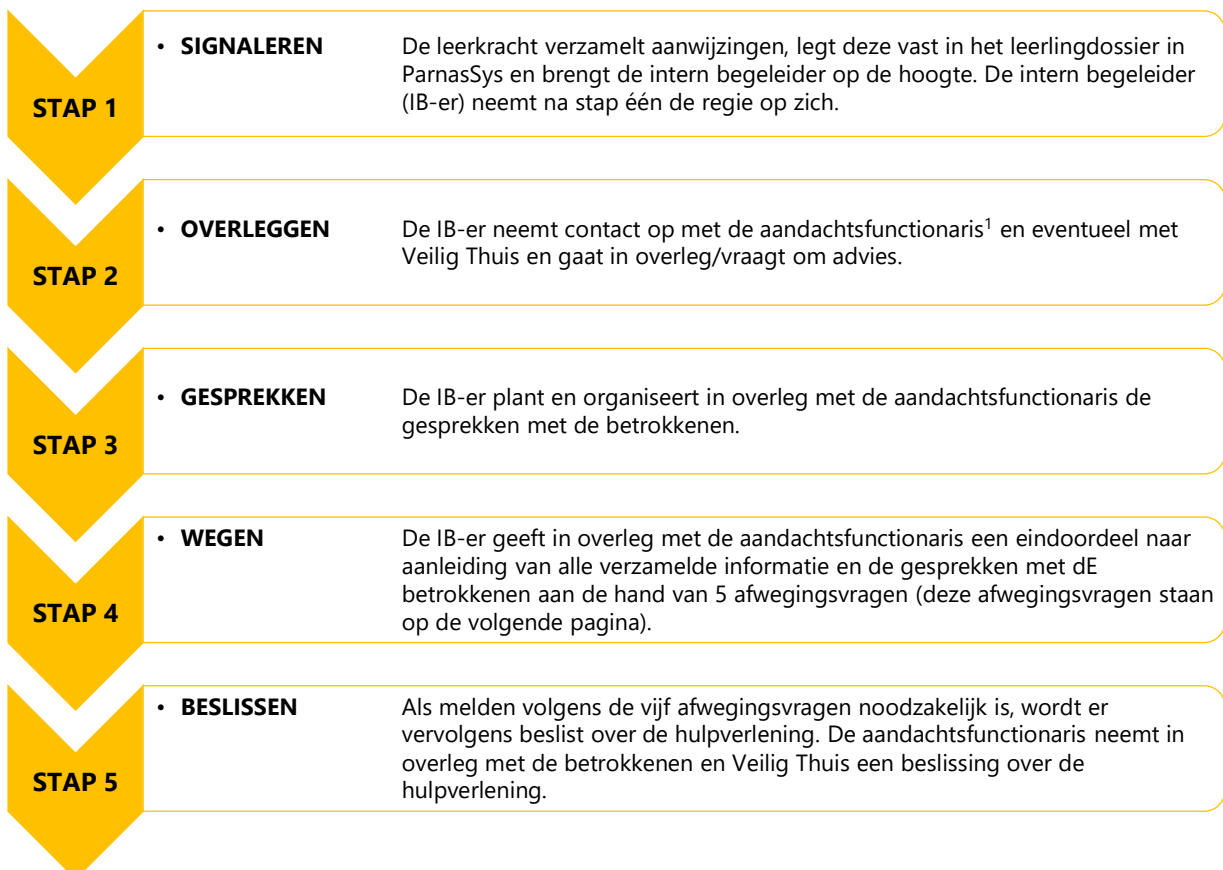 STAP 1
• SIGNALEREN
De leerkracht verzamelt aanwijzingen, legt deze vast in het leerlingdossier in
ParnasSys en brengt de intern begeleider op de hoogte. De intern begeleider
(IB-er) neemt na stap één de regie op zich.
STAP 2
• OVERLEGGEN
De IB-er neemt contact op met de aandachtsfunctionaris¹ en eventueel met
Veilig Thuis en gaat in overleg/vraagt om advies.
STAP 3
• GESPREKKEN
De IB-er plant en organiseert in overleg met de aandachtsfunctionaris de
gesprekken met de betrokkenen.
STAP 4
• WEGEN
De IB-er geeft in overleg met de aandachtsfunctionaris een eindoordeel naar
aanleiding van alle verzamelde informatie en de gesprekken met dE
betrokkenen aan de hand van 5 afwegingsvragen (deze afwegingsvragen staan
op de volgende pagina).
STAP 5
• BESLISSEN
Als melden volgens de vijf afwegingsvragen noodzakelijk is, wordt er
vervolgens beslist over de hulpverlening. De aandachtsfunctionaris neemt in
overleg met de betrokkenen en Veilig Thuis een beslissing over de
hulpverlening.